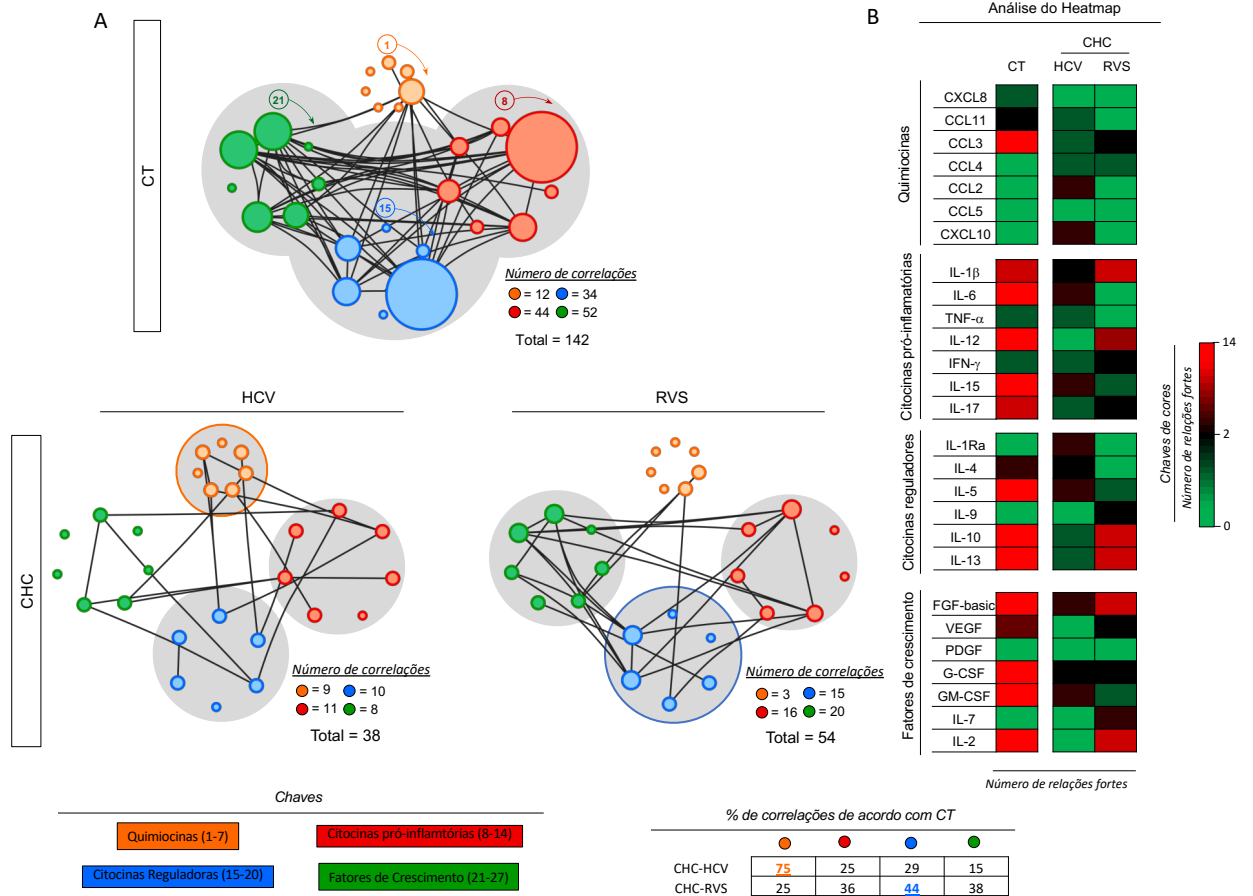 A
CT
1
21
8
15
Número de correlações
= 12
= 34
= 44
= 52
Total = 142
CHC
HCV
Número de correlações
= 9
= 10
= 11
= 8
Total = 38
RVS
Número de correlações
= 3
= 15
= 16
= 20
Total = 54
Chaves
Quimiocinas (1-7)
Citocinas pró-inflamtórias (8-14)
Citocinas Reguladoras (15-20)
Fatores de Crescimento (21-27)
B
Análise do Heatmap
CHC
CT HCV RVS
Quimiocinas
CXCL8
CCL11
CCL3
CCL4
CCL2
CCL5
CXCL10
Citocinas pró-inflamatórias
IL-1β
IL-6
TNF-α
IL-12
IFN-γ
IL-15
IL-17
Citocinas reguladores
IL-1Ra
IL-4
IL-5
IL-9
IL-10
IL-13
Fatores de crescimento
FGF-basic
VEGF
PDGF
G-CSF
GM-CSF
IL-7
IL-2
Número de relações fortes
Chaves de cores
Número de relações fortes
14
2
0
% de correlações de acordo com CT
CHC-HCV 75 25 29 15
CHC-RVS 25 36 44 38